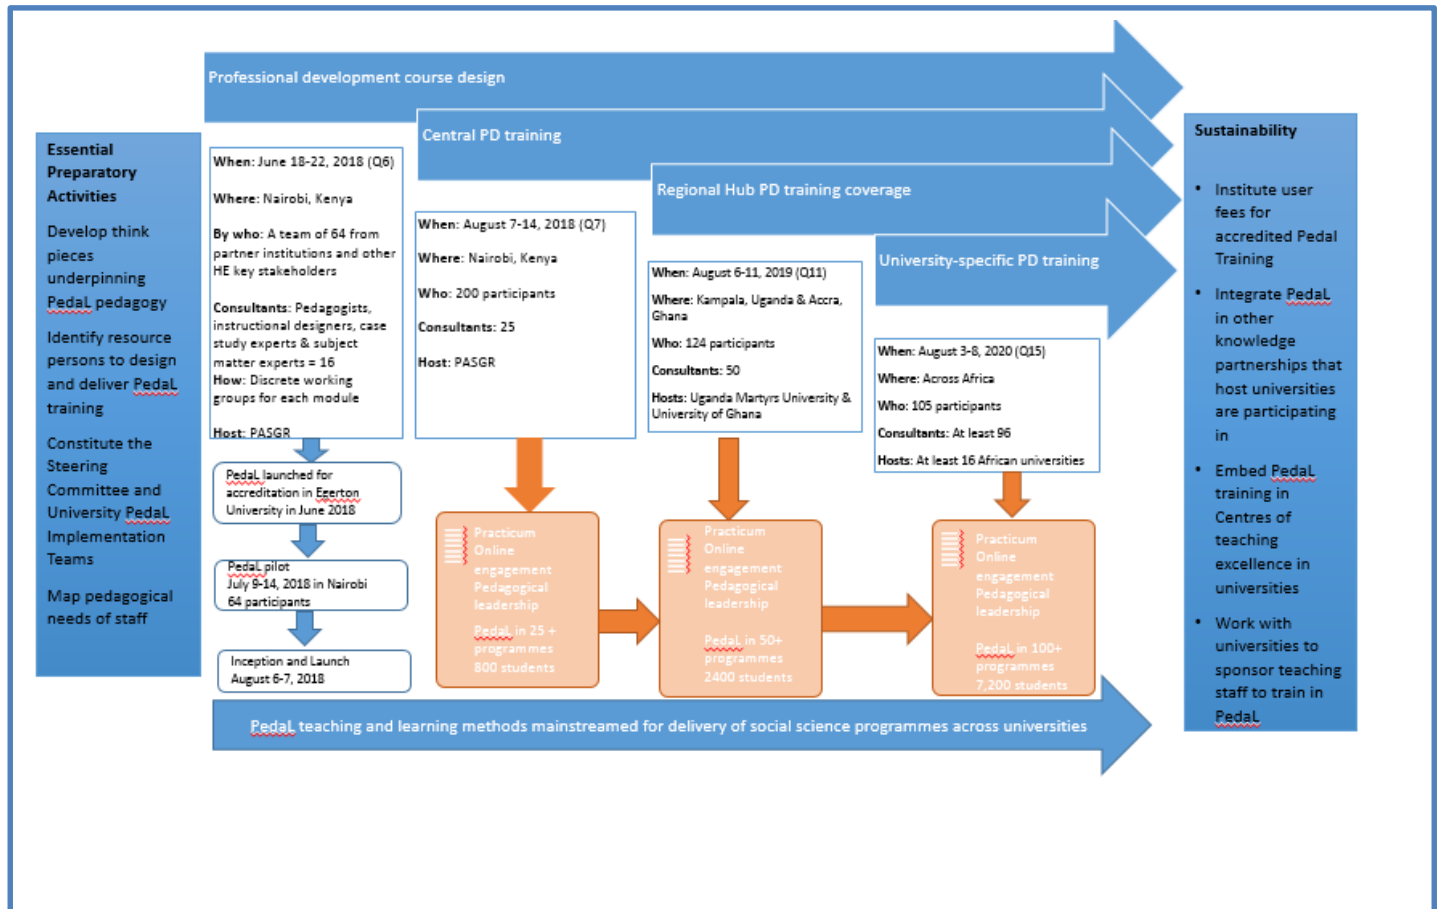 Professional development course design
Central PD training
Regional Hub PD training coverage
University-specific PD training
Essential
Preparatory
Activities
Develop think
pieces
underpinning
PedaL pedagogy
Identify resource
persons to design
and deliver PedaL
training
Constitute the
Steering
Committee and
University PedaL
Implementation
Teams
Map pedagogical
needs of staff
When: June 18-22, 2018 (Q6)
Where: Nairobi, Kenya
By who: A team of 64 from
partner institutions and other
HE key stakeholders
Consultants: Pedagogists,
instructional designers, case
study experts & subject
matter experts = 16
How: Discrete working
groups for each module
Host: PASGR
PedaL launched for
accreditation in Egerton
University in June 2018
PedaL pilot
July 9-14, 2018 in Nairobi
64 participants
Inception and Launch
August 6-7, 2018
When: August 7-14, 2018 (Q7)
Where: Nairobi, Kenya
Who: 200 participants
Consultants: 25
Host: PASGR
Practicum
Online
engagement
Pedagogical
leadership
PedaL in 25 +
programmes
800 students
When: August 6-11, 2019 (Q11)
Where: Kampala, Uganda & Accra,
Ghana
Who: 124 participants
Consultants: 50
Hosts: Uganda Martyrs University &
University of Ghana
Practicum
Online
engagement
Pedagogical
leadership
PedaL in 50+
programmes
2400 students
When: August 3-8, 2020 (Q15)
Where: Across Africa
Who: 105 participants
Consultants: At least 96
Hosts: At least 16 African universities
Practicum
Online
engagement
Pedagogical
leadership
PedaL in 100+
programmes
7,200 students
PedaL teaching and learning methods mainstreamed for delivery of social science programmes across universities
Sustainability
• Institute user
fees for
accredited Pedal
Training
• Integrate PedaL
in other
knowledge
partnerships that
host universities
are participating
in
• Embed PedaL
training in
Centres of
teaching
excellence in
universities
• Work with
universities to
sponsor teaching
staff to train in
PedaL